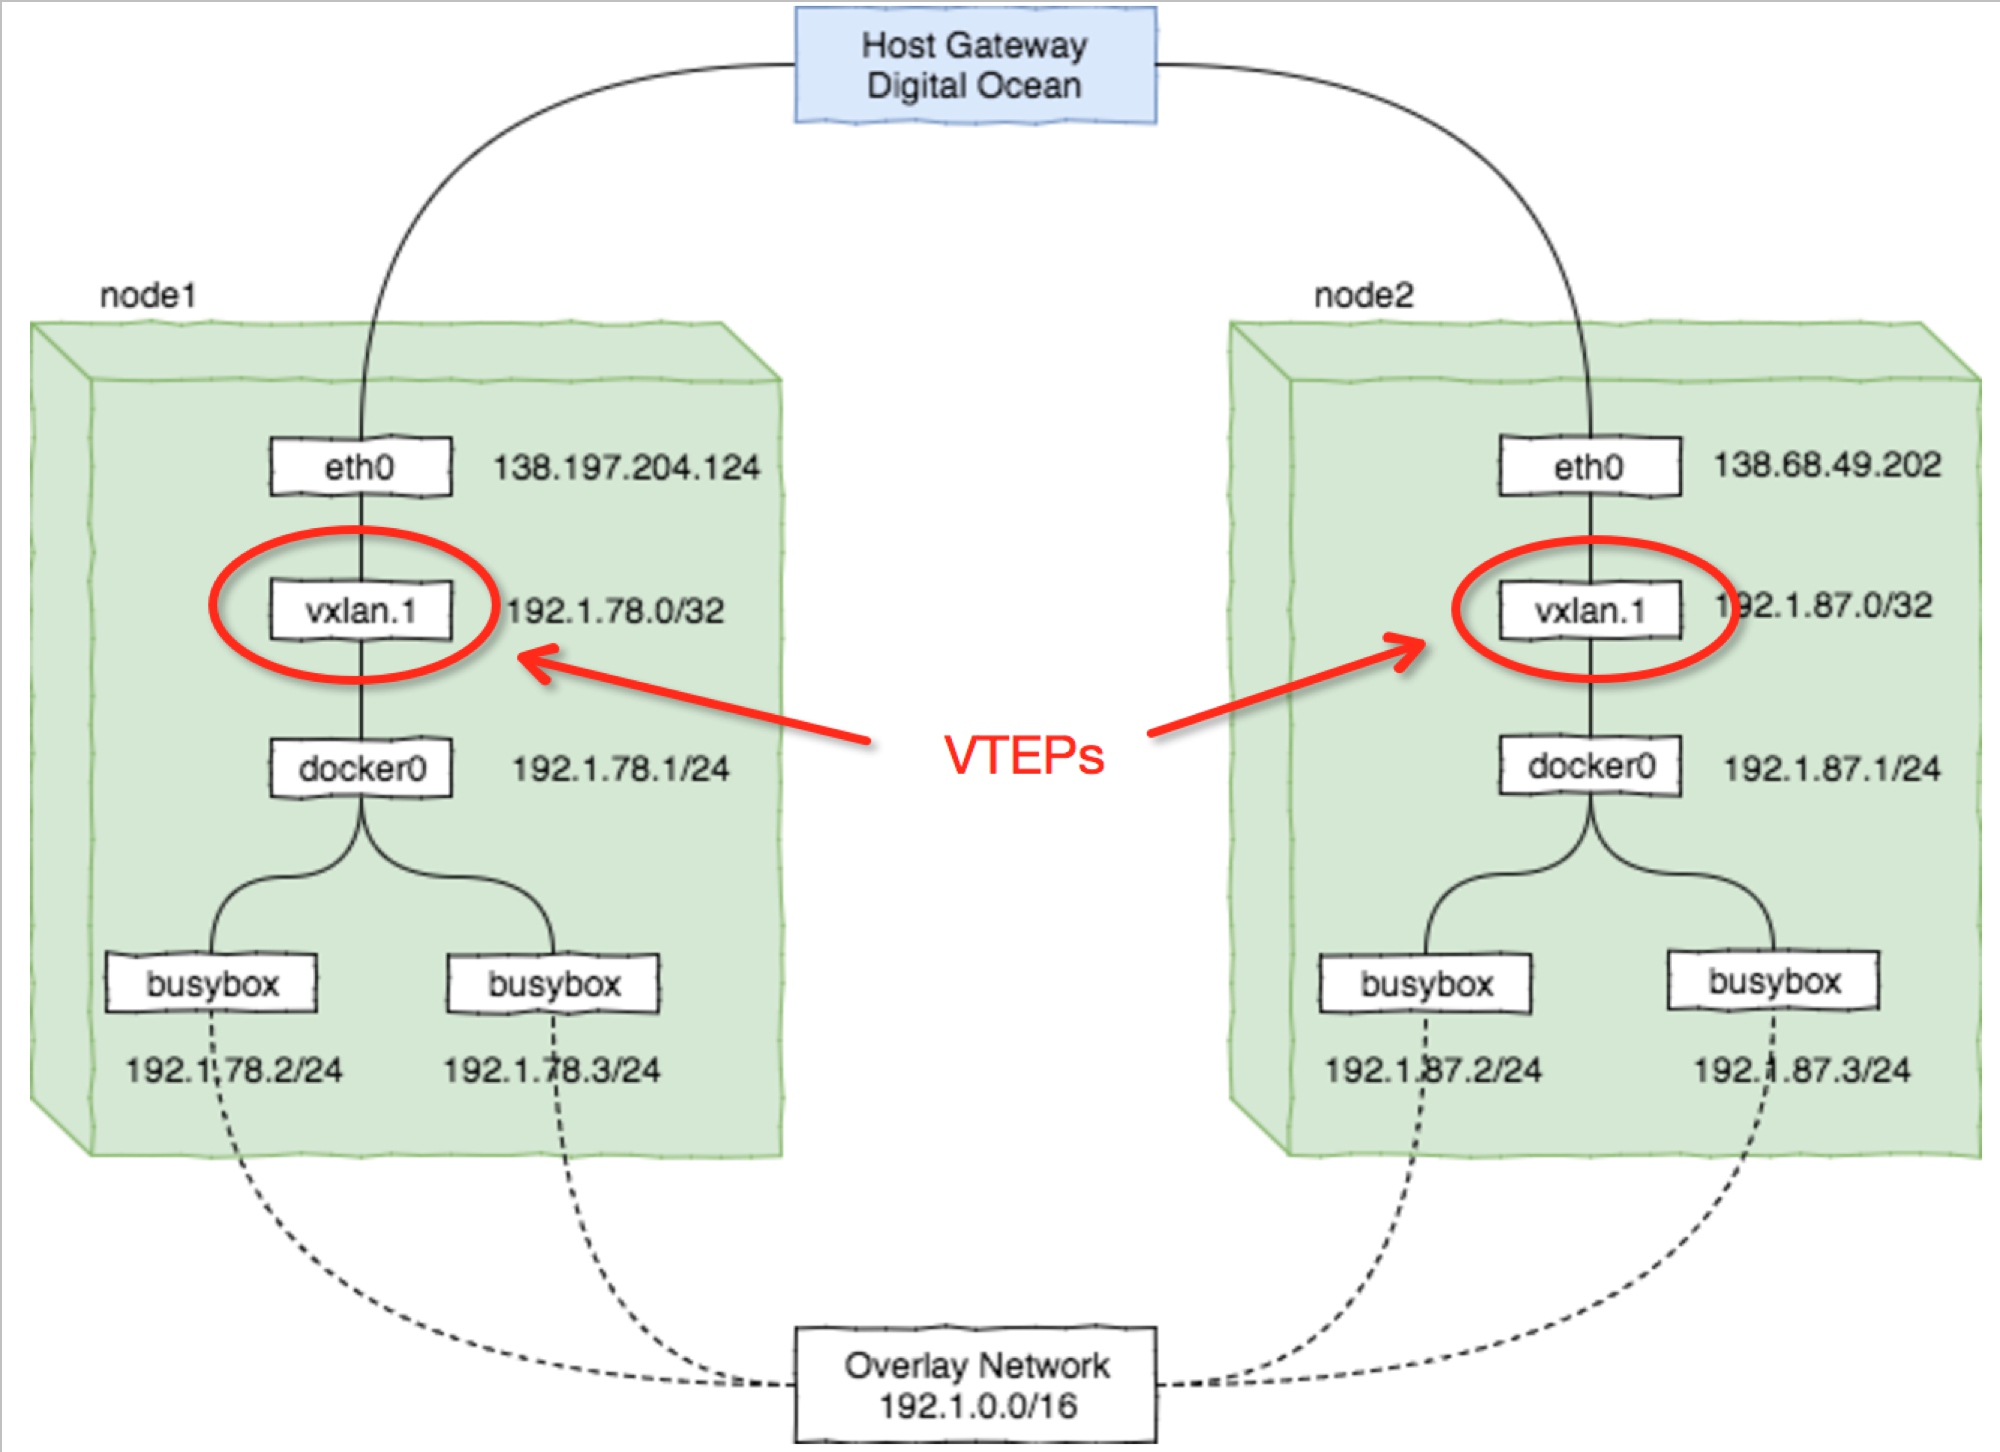 Host Gateway
Digital Ocean
node1
node2
eth0
138.197.204.124
eth0
138.68.49.202
vxlan.1
192.1.78.0/32
vxlan.1
192.1.87.0/32
VTEPs
docker0
192.1.78.1/24
docker0
192.1.87.1/24
busybox
busybox
busybox
busybox
192.1.78.2/24
192.1.78.3/24
192.1.87.2/24
192.1.87.3/24
Overlay Network
192.1.0.0/16